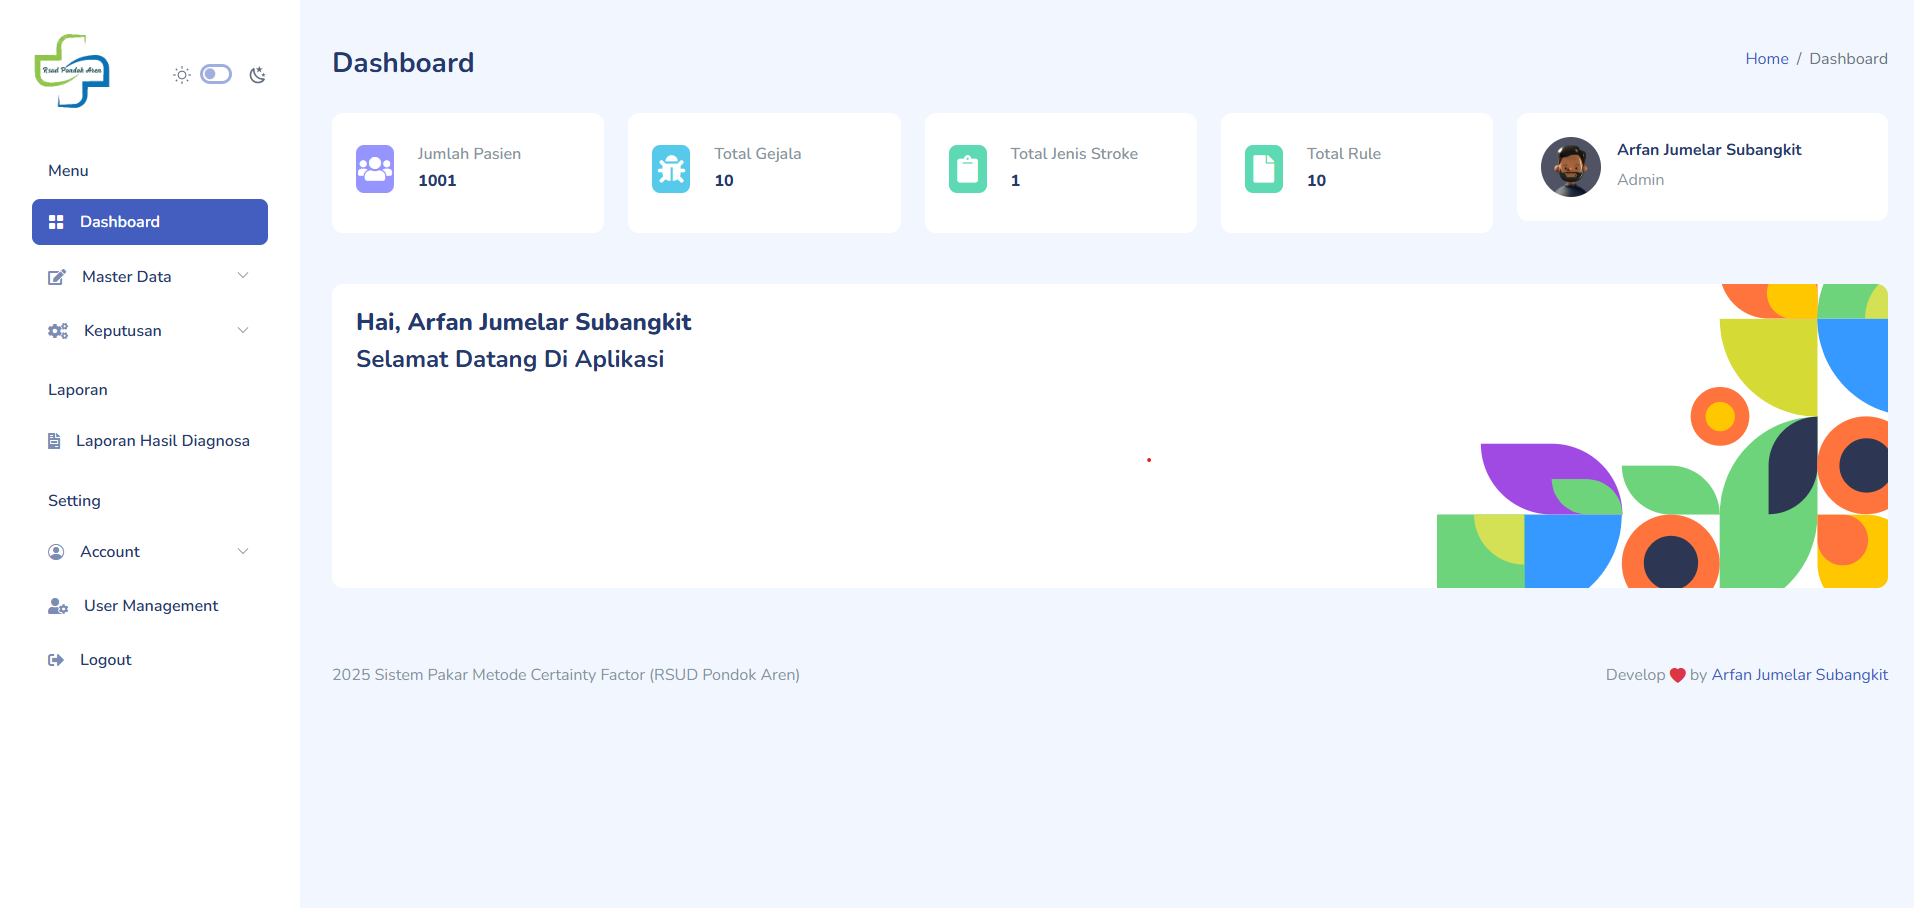 Rsud Pondok Aren
Menu
Dashboard
Master Data
Keputusan
Laporan
Laporan Hasil Diagnosa
Setting
Account
User Management
Logout
Dashboard
Home / Dashboard
Jumlah Pasien
1001
Total Gejala
10
Total Jenis Stroke
1
Total Rule
10
Arfan Jumelar Subangkit
Admin
Hai, Arfan Jumelar Subangkit
Selamat Datang Di Aplikasi
2025 Sistem Pakar Metode Certainty Factor (RSUD Pondok Aren)
Develop ❤ by Arfan Jumelar Subangkit